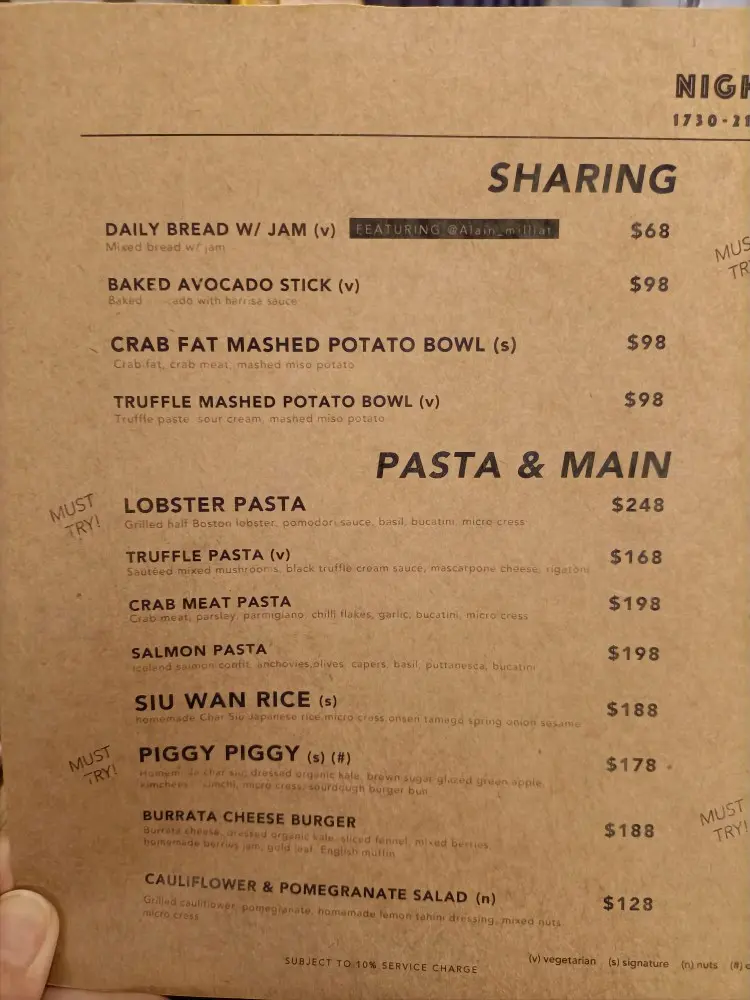 NIGH
1730-21
SHARING
DAILY BREAD W/ JAM (v) FEATURING @Alain_milliat $68
Mixed bread w/ jam
BAKED AVOCADO STICK (v) $98
Baked cado with harrisa sauce
CRAB FAT MASHED POTATO BOWL (s) $98
Crab fat, crab meat, mashed miso potato
TRUFFLE MASHED POTATO BOWL (v) $98
Truffle paste, sour cream, mashed miso potato
PASTA & MAIN
MUST TRY!
LOBSTER PASTA $248
Grilled half Boston lobster, pomodori sauce, basil, bucatini, micro cress
TRUFFLE PASTA (v) $168
Sautéed mixed mushrooms, black truffle cream sauce, mascarpone cheese, rigatoni
CRAB MEAT PASTA $198
Crab meat, parsley, parmigiano, chilli flakes, garlic, bucatini, micro cress
SALMON PASTA $198
Iceland salmon confit, anchovies,olives, capers, basil, puttanesca, bucatini
SIU WAN RICE (s) $188
homemade Char Siu Japanese rice,micro cress,onsen tamago spring onion sesame
MUST TRY!
PIGGY PIGGY (s) (#) $178
char siu, dressed organic kale, brown sugar glazed green apple,
kimchi, micro cress, sourdough burger bun
BURRATA CHEESE BURGER $188
Burrata cheese, dressed organic kale, sliced fennel, mixed berries,
homemade berries jam, gold leaf, English muffin
CAULIFLOWER & POMEGRANATE SALAD (n) $128
Grilled cauliflower, pomegranate, homemade lemon tahini dressing, mixed nuts,
micro cress
MUS
TR
MUST
TRY!
SUBJECT TO 10% SERVICE CHARGE
(v) vegetarian (s) signature (n) nuts (#)